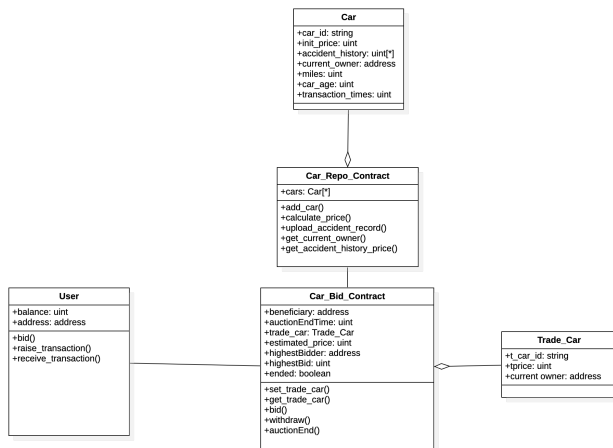 Car
+car_id: string
+init_price: uint
+accident_history: uint[*]
+current_owner: address
+miles: uint
+car_age: uint
+transaction_times: uint
Car_Repo_Contract
+cars: Car[*]
+add_car()
+calculate_price()
+upload_accident_record()
+get_current_owner()
+get_accident_history_price()
User
+balance: uint
+address: address
+bid()
+raise_transaction()
+receive_transaction()
Car_Bid_Contract
+beneficiary: address
+auctionEndTime: uint
+trade_car: Trade_Car
+estimated_price: uint
+highestBidder: address
+highestBid: uint
+ended: boolean
+set_trade_car()
+get_trade_car()
+bid()
+withdraw()
+auctionEnd()
Trade_Car
+t_car_id: string
+tprice: uint
+current owner: address